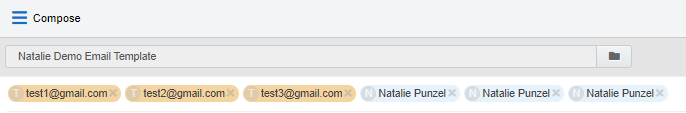 Compose
Natalie Demo Email Template
T test1@gmail.com × T test2@gmail.com × T test3@gmail.com × N Natalie Punzel × N Natalie Punzel × N Natalie Punzel ×